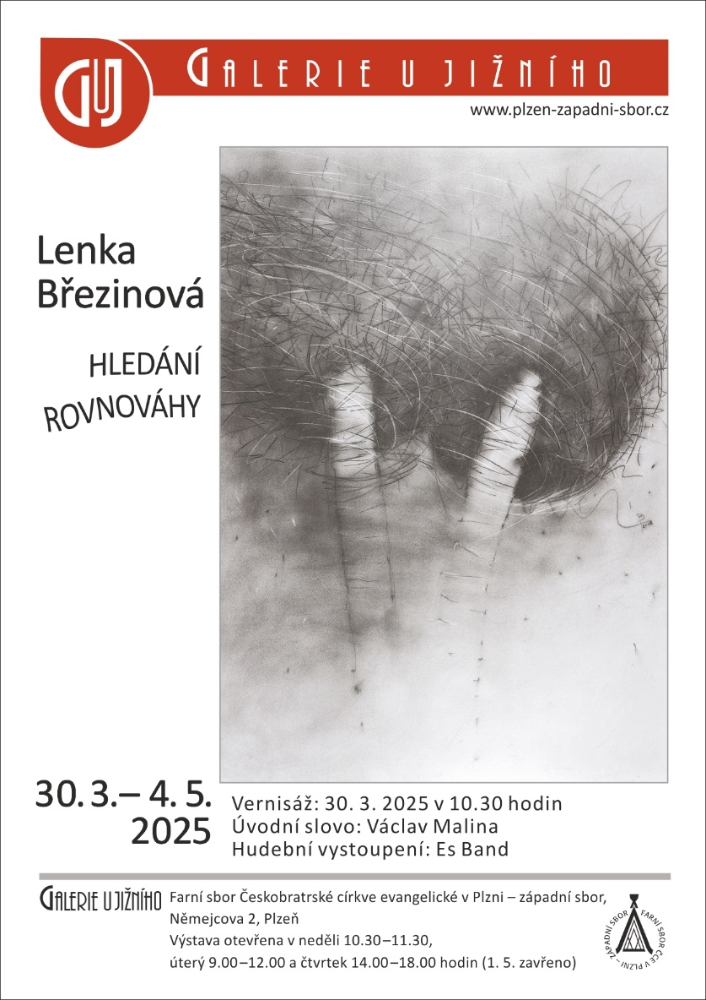 GUJ
GALERIE U JIŽNÍHO
www.plzen-zapadni-sbor.cz
Lenka
Březinová
HLEDÁNÍ
ROVNOVÁHY
30. 3.– 4. 5.
2025
Vernisáž: 30. 3. 2025 v 10.30 hodin
Úvodní slovo: Václav Malina
Hudební vystoupení: Es Band
GALERIE U JIŽNÍHO
Farní sbor Českobratrské církve evangelické v Plzni – západní sbor,
Němejcova 2, Plzeň
Výstava otevřena v neděli 10.30–11.30,
úterý 9.00–12.00 a čtvrtek 14.00–18.00 hodin (1. 5. zavřeno)
FARNÍ SBOR ČCE V PLZNI – ZÁPADNÍ SBOR